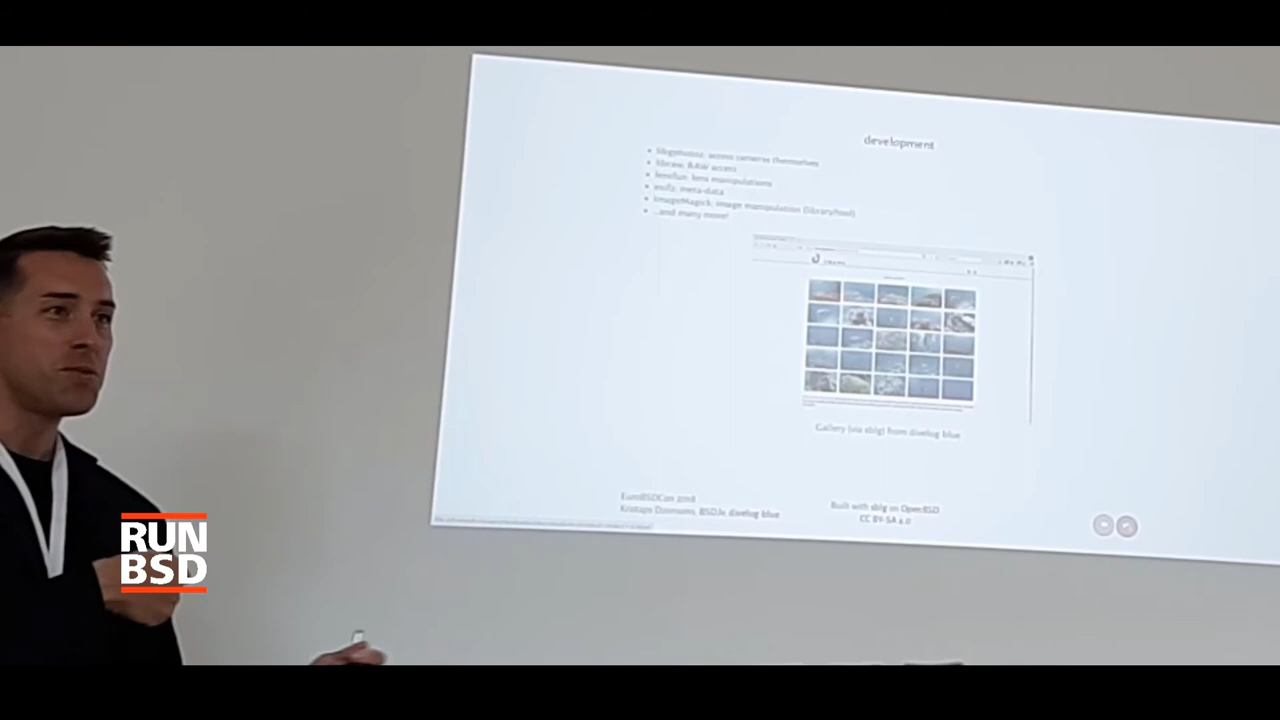 development
libgphoto2: access cameras themselves
libraw: RAW access
lensfun: lens manipulations
exif2: meta-data
ImageMagick: image manipulation (library/tool)
...and many more!
Gallery (via sblg) from divelog.blue
EuroBSDCon 2018
Kristaps Dzonsons, BSD.lv, divelog.blue
Built with sblg on OpenBSD
CC BY-SA 4.0
RUN
BSD